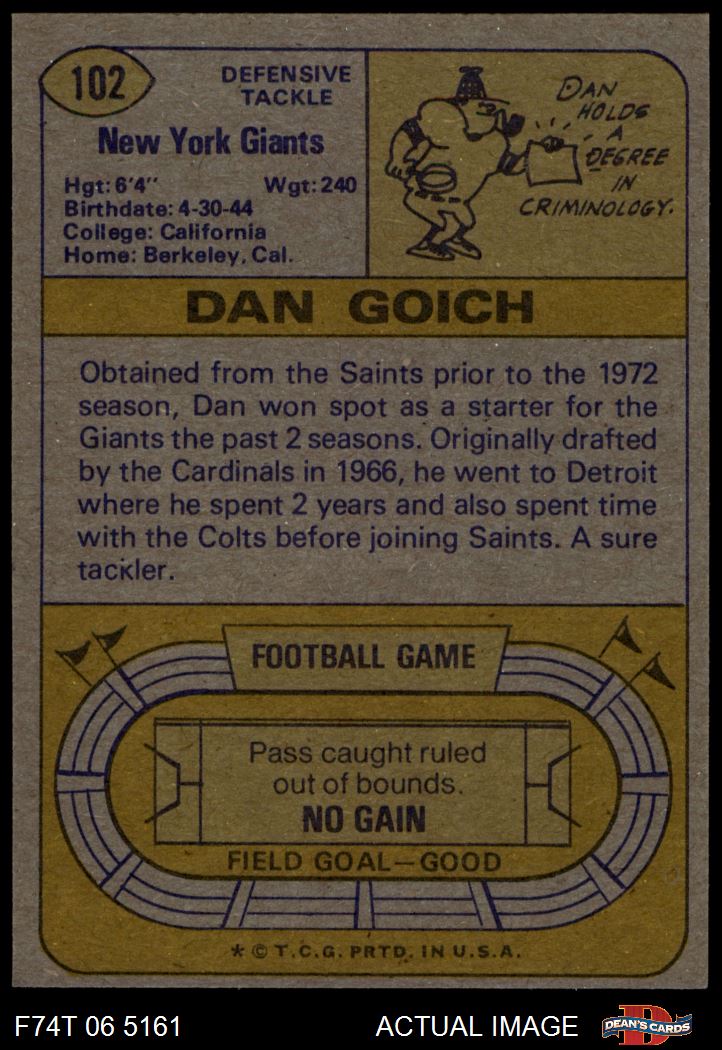 102
DEFENSIVE
TACKLE
New York Giants
Hgt: 6'4" Wgt: 240
Birthdate: 4-30-44
College: California
Home: Berkeley, Cal.
DAN
HOLDS
A
DEGREE
IN
CRIMINOLOGY.
DAN GOICH
Obtained from the Saints prior to the 1972
season, Dan won spot as a starter for the
Giants the past 2 seasons. Originally drafted
by the Cardinals in 1966, he went to Detroit
where he spent 2 years and also spent time
with the Colts before joining Saints. A sure
tackler.
FOOTBALL GAME
Pass caught ruled
out of bounds.
NO GAIN
FIELD GOAL—GOOD
* © T.C.G. PRTD. IN U.S.A.
F74T 06 5161 ACTUAL IMAGE
DEAN'S CARDS